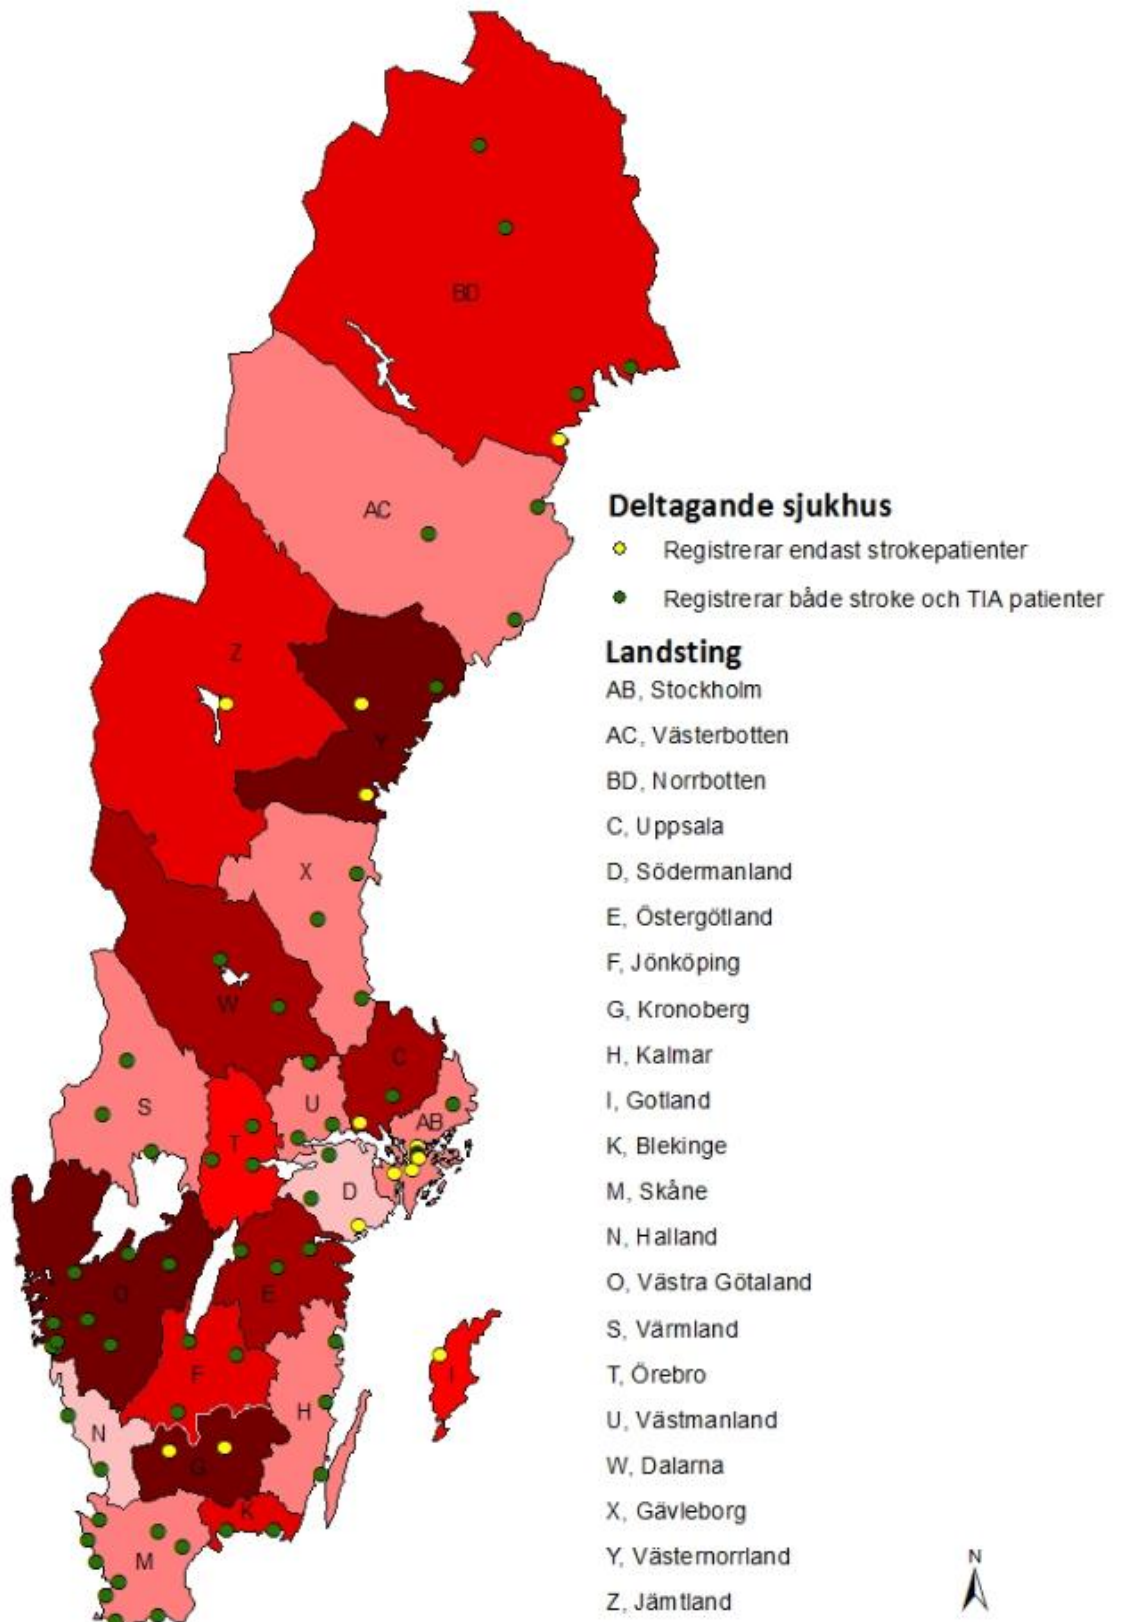 BD
AC
Z
Y
X
W
C
S
U
AB
T
D
O
E
F
I
H
N
G
K
M
Deltagande sjukhus
Registrerar endast strokepatienter
Registrerar både stroke och TIA patienter
Landsting
AB, Stockholm
AC, Västerbotten
BD, Norrbotten
C, Uppsala
D, Södermanland
E, Östergötland
F, Jönköping
G, Kronoberg
H, Kalmar
I, Gotland
K, Blekinge
M, Skåne
N, Halland
O, Västra Götaland
S, Värmland
T, Örebro
U, Västmanland
W, Dalarna
X, Gävleborg
Y, Västernorrland
Z, Jämtland
N